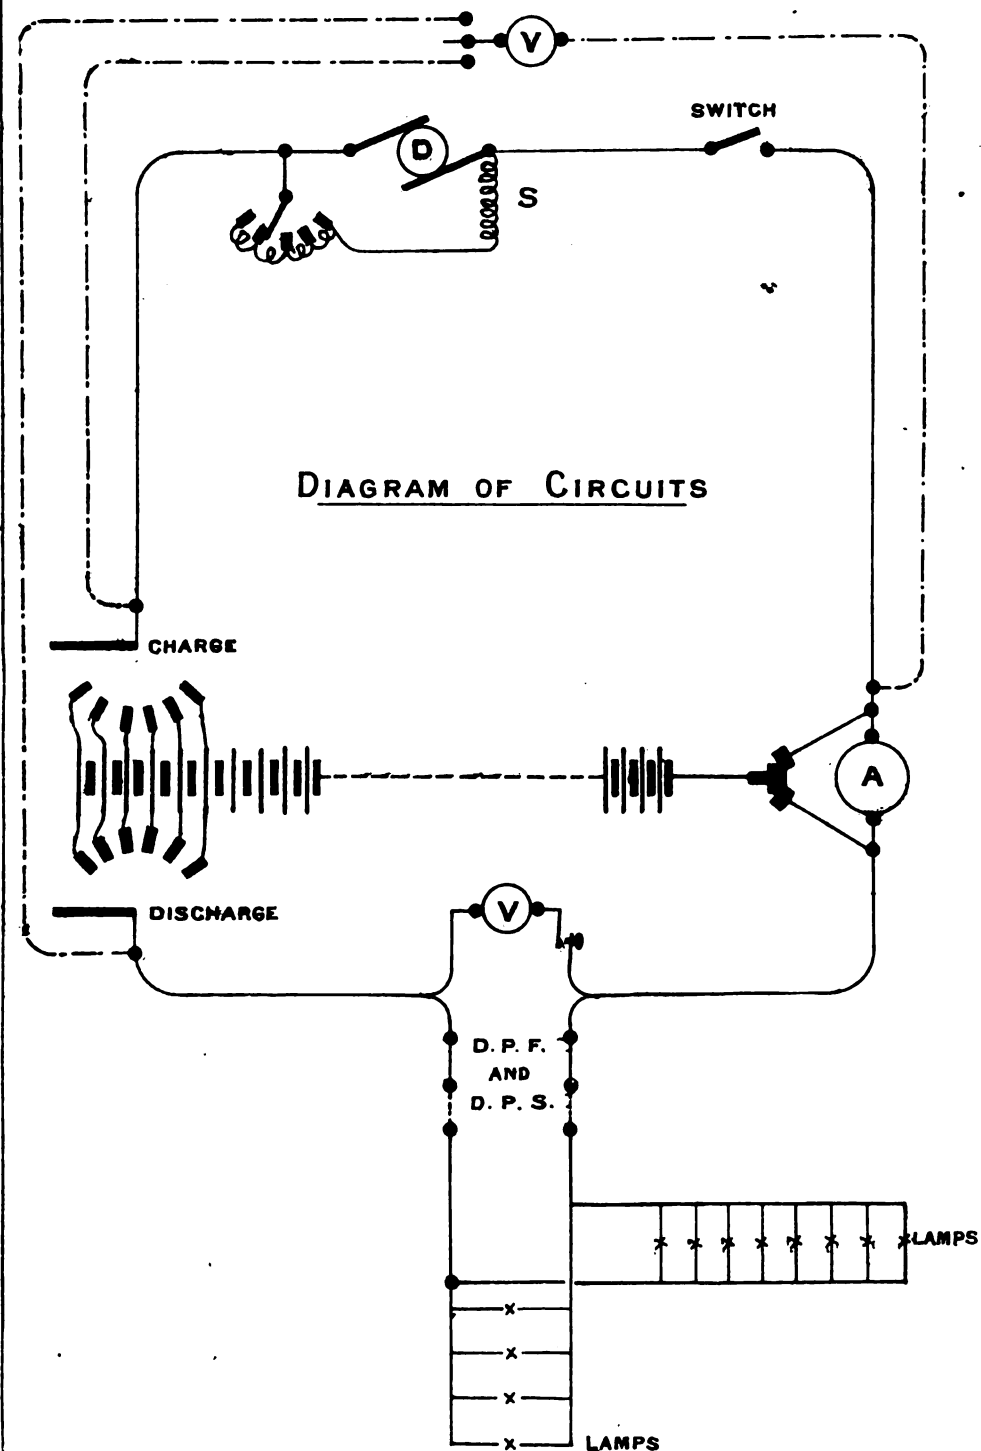 V
SWITCH
D
S
DIAGRAM OF CIRCUITS
CHARGE
A
V
DISCHARGE
D. P. F.
AND
D. P. S.
LAMPS
LAMPS